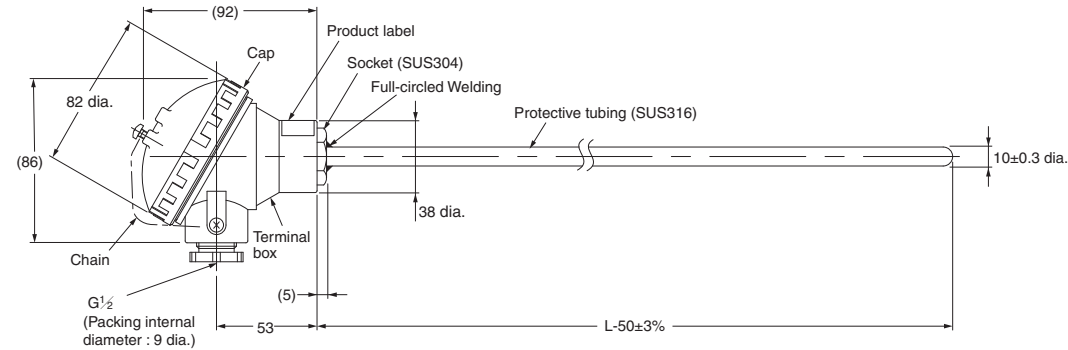 (92)
Product label
Cap
Socket (SUS304)
Full-circled Welding
82 dia.
Protective tubing (SUS316)
(86)
10±0.3 dia.
38 dia.
Terminal
box
Chain
(5)
G½
(Packing internal
diameter : 9 dia.)
53
L-50±3%